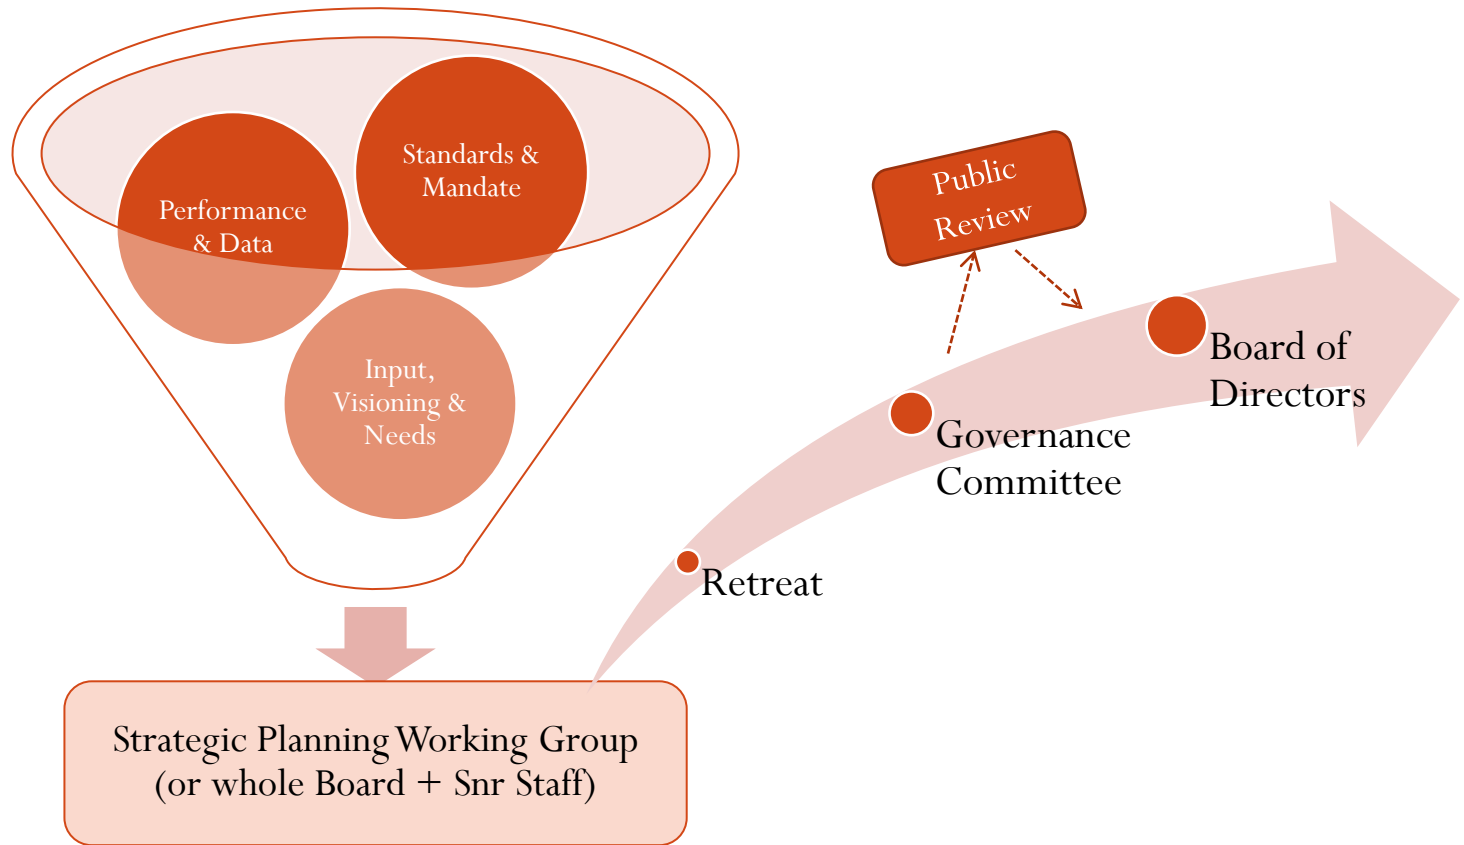 Standards &
Mandate
Performance
& Data
Input,
Visioning &
Needs
Strategic Planning Working Group
(or whole Board + Snr Staff)
Retreat
Governance
Committee
Public
Review
Board of
Directors